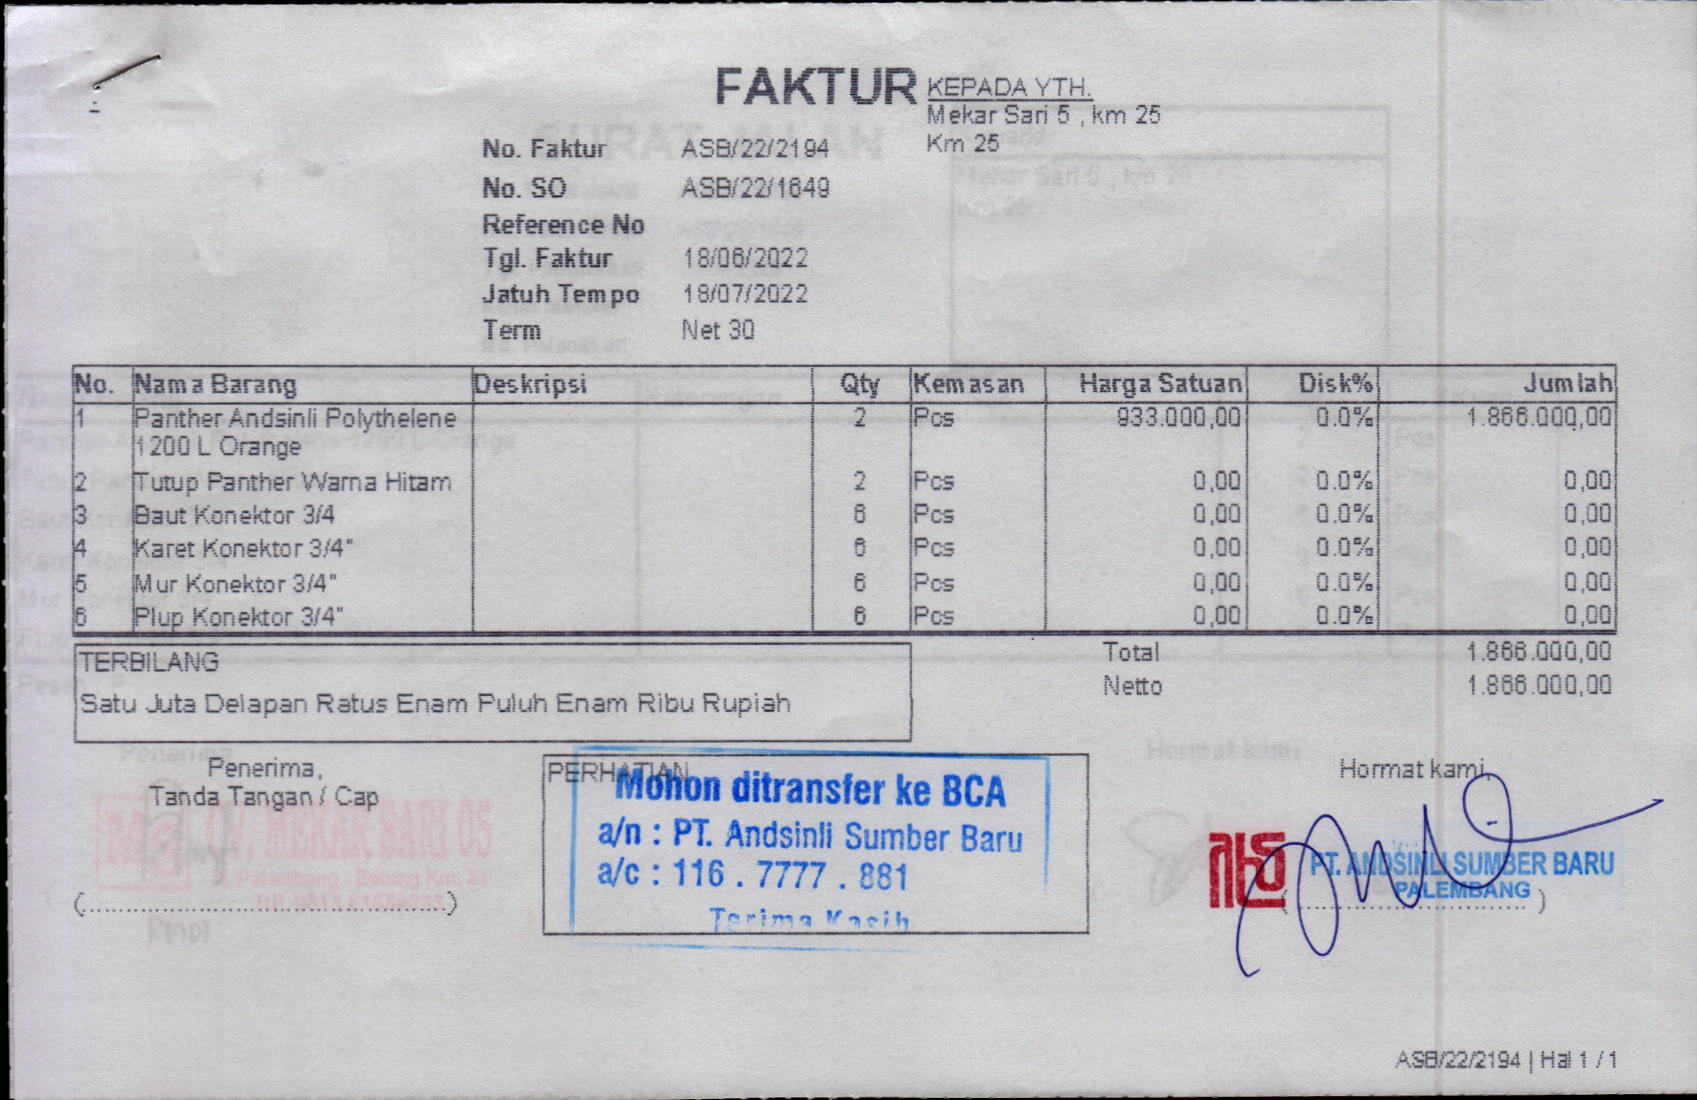 FAKTUR
KEPADA YTH.
Mekar Sari 5 , km 25
Km 25
No. Faktur ASB/22/2194
No. SO ASB/22/1649
Reference No
Tgl. Faktur 18/06/2022
Jatuh Tempo 18/07/2022
Term Net 30
No. Nama Barang Deskripsi Qty Kemasan Harga Satuan Disk% Jumlah
1 Panther Andsinli Polythelene 2 Pcs 933.000,00 0.0% 1.866.000,00
1200 L Orange
2 Tutup Panther Warna Hitam 2 Pcs 0,00 0.0% 0,00
3 Baut Konektor 3/4 6 Pcs 0,00 0.0% 0,00
4 Karet Konektor 3/4" 6 Pcs 0,00 0.0% 0,00
5 Mur Konektor 3/4" 6 Pcs 0,00 0.0% 0,00
6 Plup Konektor 3/4" 6 Pcs 0,00 0.0% 0,00
TERBILANG
Satu Juta Delapan Ratus Enam Puluh Enam Ribu Rupiah
Total 1.866.000,00
Netto 1.866.000,00
Penerima,
Tanda Tangan / Cap
(................................................)
PERHATIAN
Mohon ditransfer ke BCA
a/n : PT. Andsinli Sumber Baru
a/c : 116 . 7777 . 881
Terima Kasih
Hormat kami,
PT. ANDSINLI SUMBER BARU
PALEMBANG
ASB/22/2194 | Hal 1 / 1